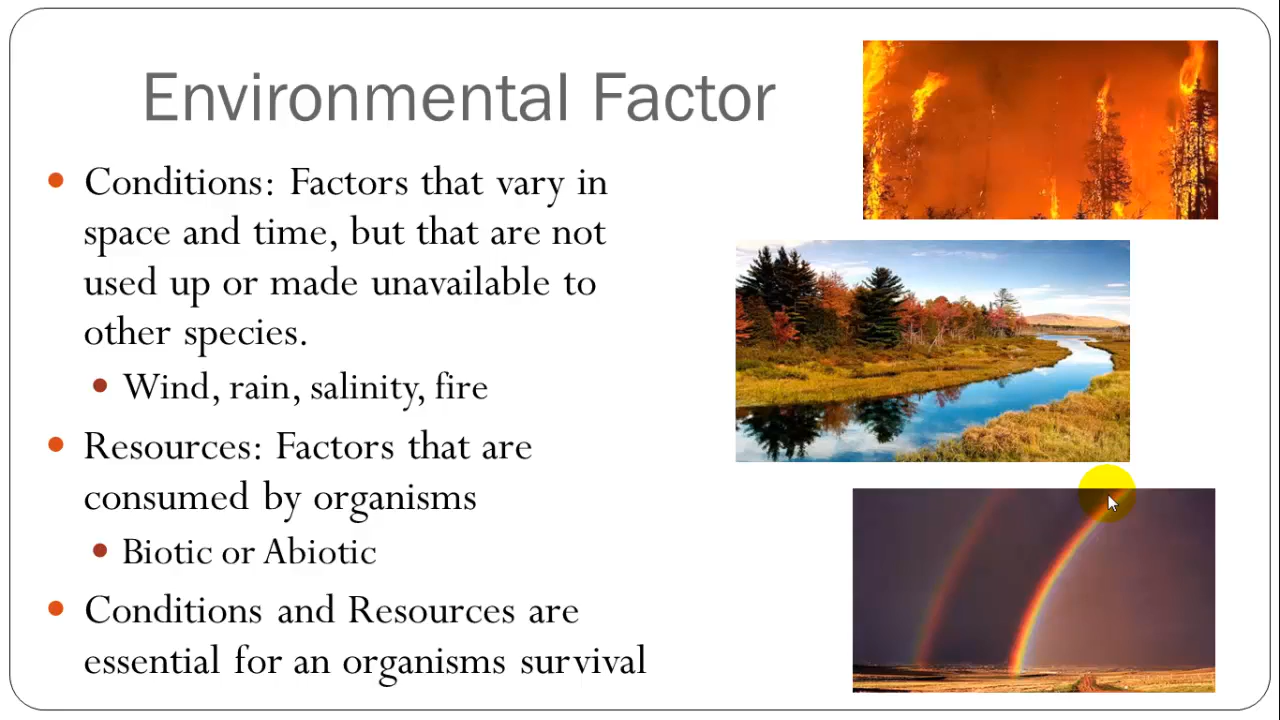 Environmental Factor
Conditions: Factors that vary in
space and time, but that are not
used up or made unavailable to
other species.
Wind, rain, salinity, fire
Resources: Factors that are
consumed by organisms
Biotic or Abiotic
Conditions and Resources are
essential for an organisms survival